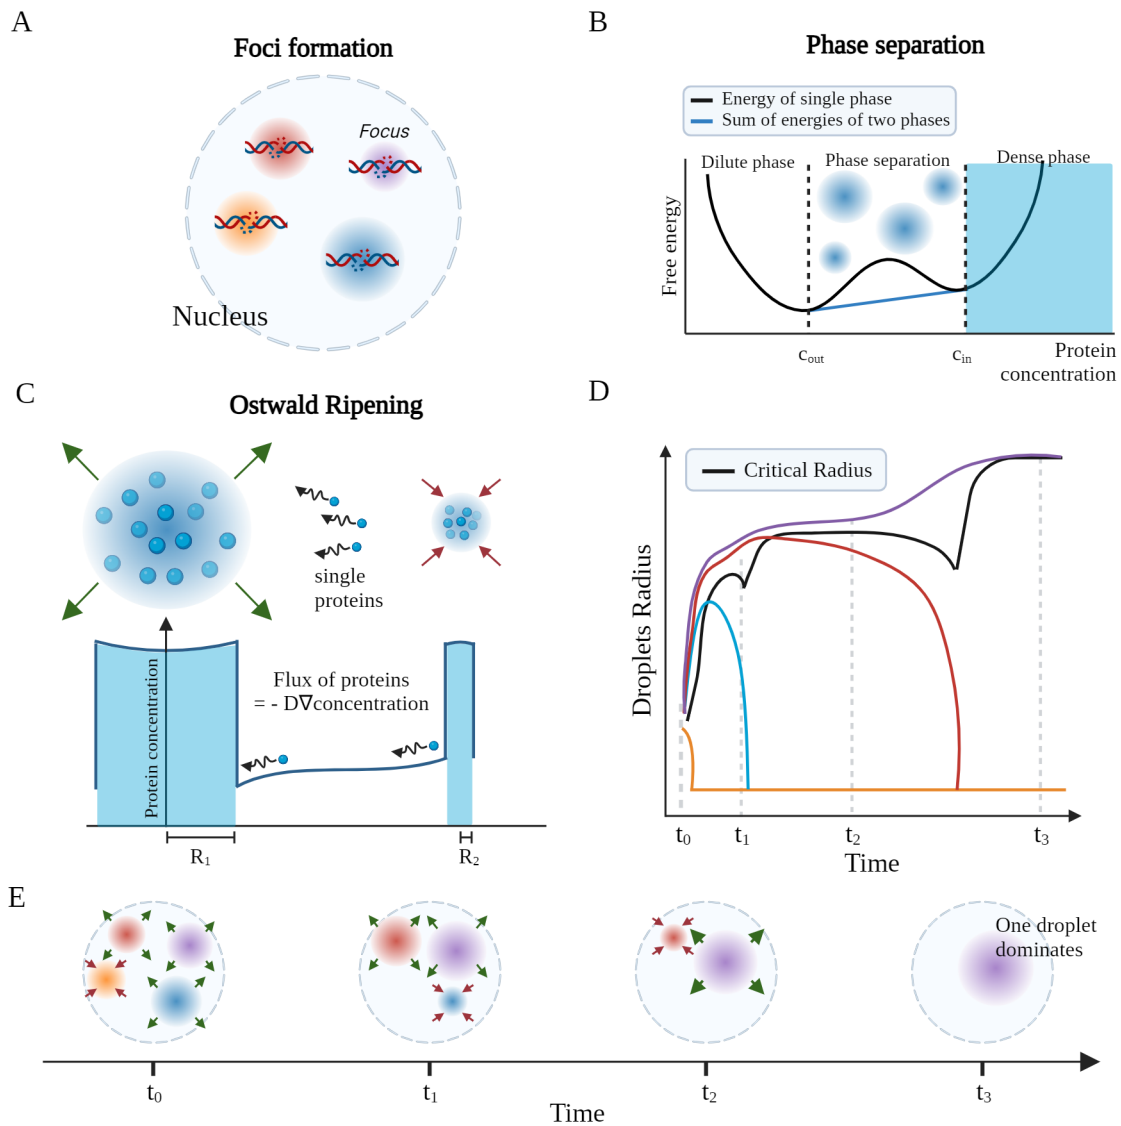 A
Foci formation
Focus
Nucleus
B
Phase separation
Energy of single phase
Sum of energies of two phases
Dilute phase
Phase separation
Dense phase
Free energy
c_out
c_in
Protein
concentration
C
Ostwald Ripening
single
proteins
Protein concentration
Flux of proteins
= - D∇concentration
R₁
R₂
D
Critical Radius
Droplets Radius
t₀
t₁
t₂
t₃
Time
E
One droplet
dominates
t₀
t₁
t₂
t₃
Time